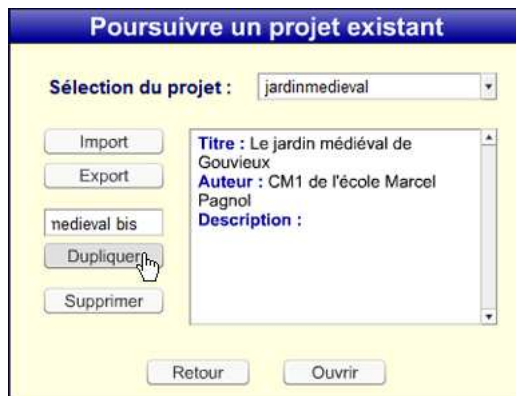 Poursuivre un projet existant
Sélection du projet : jardinmedieval
Import
Export
medieval bis
Dupliquer
Supprimer
Titre : Le jardin médiéval de
Gouvieux
Auteur : CM1 de l'école Marcel
Pagnol
Description :
Retour
Ouvrir